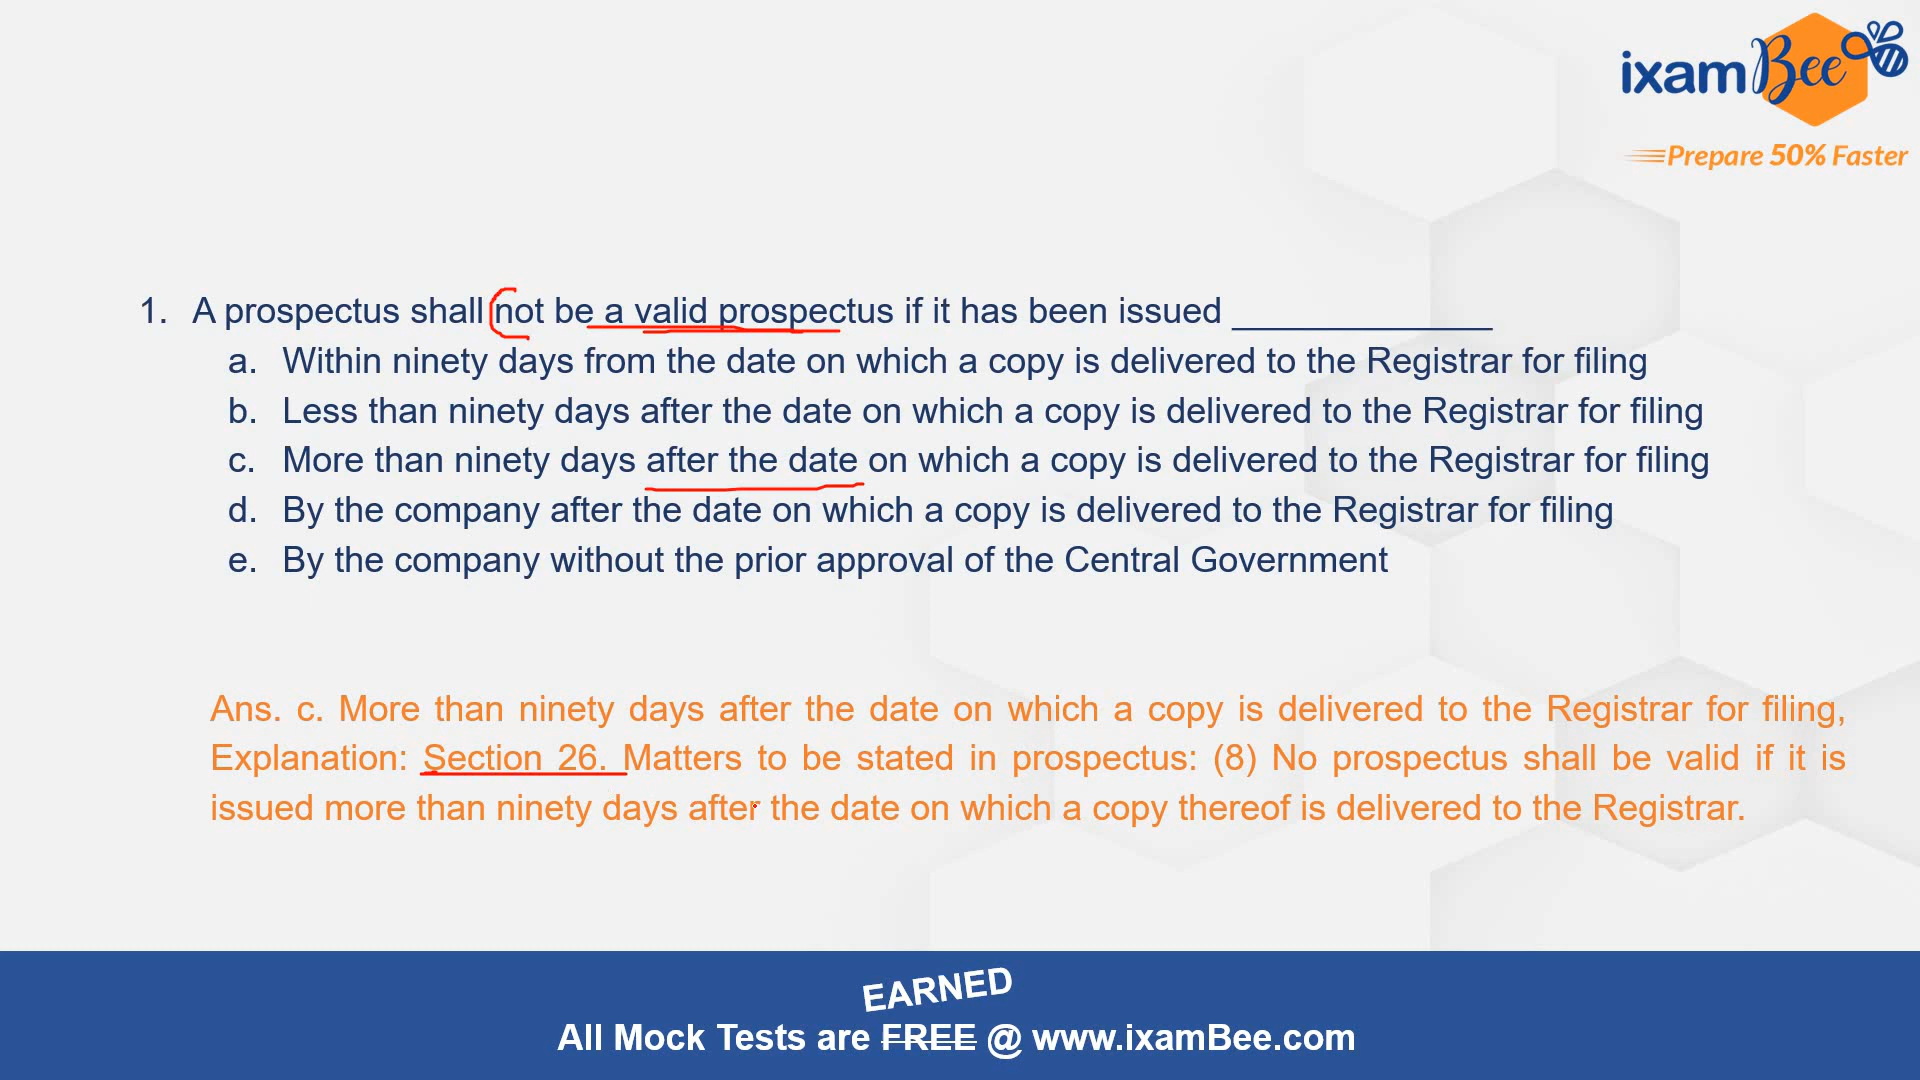 ixamBee
Prepare 50% Faster
1. A prospectus shall not be a valid prospectus if it has been issued _____________
a. Within ninety days from the date on which a copy is delivered to the Registrar for filing
b. Less than ninety days after the date on which a copy is delivered to the Registrar for filing
c. More than ninety days after the date on which a copy is delivered to the Registrar for filing
d. By the company after the date on which a copy is delivered to the Registrar for filing
e. By the company without the prior approval of the Central Government
Ans. c. More than ninety days after the date on which a copy is delivered to the Registrar for filing,
Explanation: Section 26. Matters to be stated in prospectus: (8) No prospectus shall be valid if it is
issued more than ninety days after the date on which a copy thereof is delivered to the Registrar.
EARNED
All Mock Tests are FREE @ www.ixamBee.com